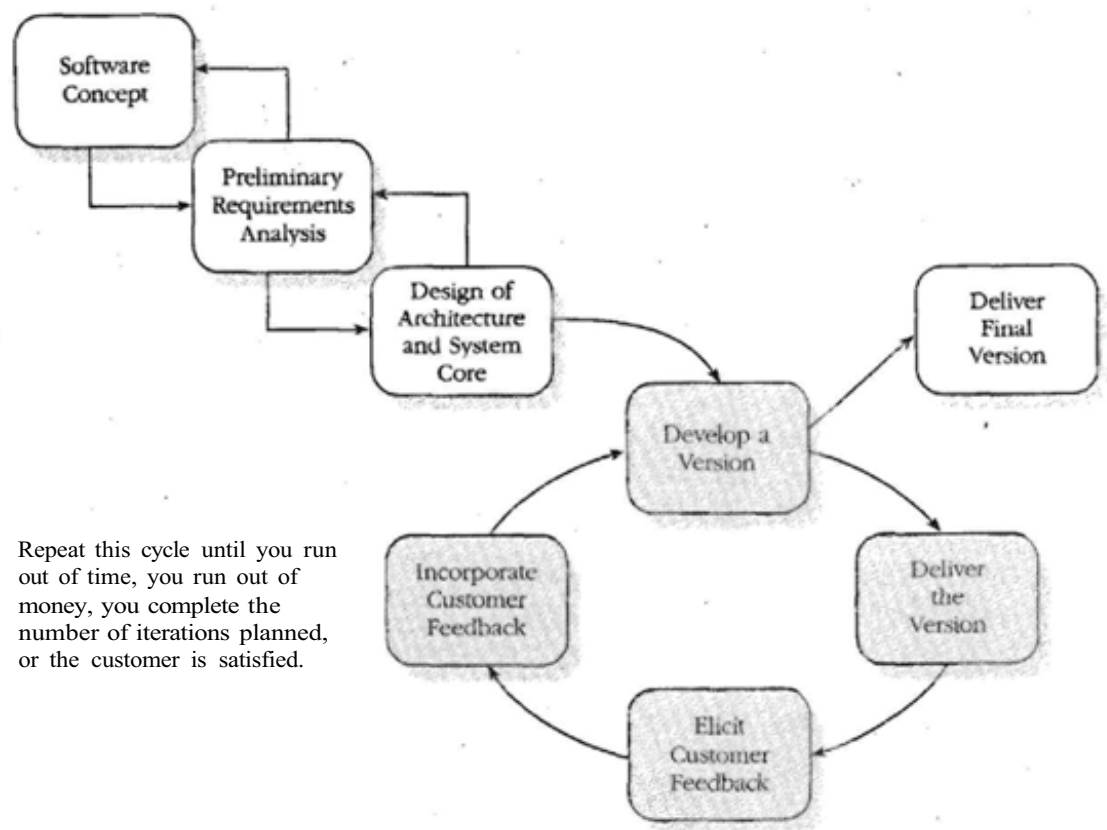 Software
Concept
Preliminary
Requirements
Analysis
Design of
Architecture
and System
Core
Deliver
Final
Version
Develop a
Version
Incorporate
Customer
Feedback
Deliver
the
Version
Elicit
Customer
Feedback
Repeat this cycle until you run
out of time, you run out of
money, you complete the
number of iterations planned,
or the customer is satisfied.